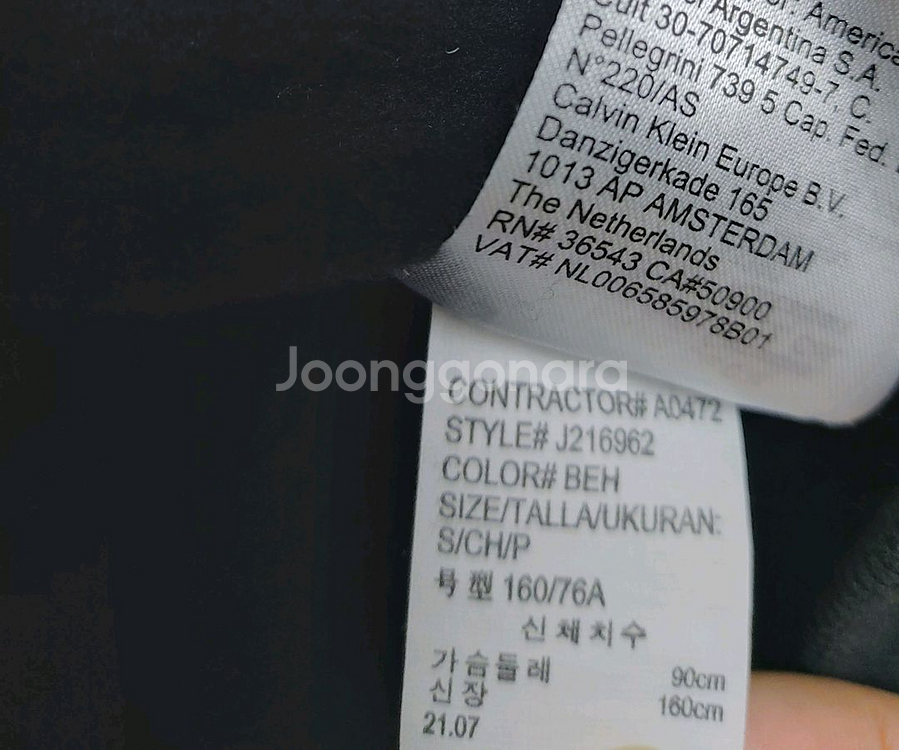 America
Argentina S.A.
Cuit 30-70714749-7, C.
Pellegrini 739 5 Cap. Fed.
N°220/AS
Calvin Klein Europe B.V.
Danzigerkade 165
1013 AP AMSTERDAM
The Netherlands
RN# 36543 CA#50900
VAT# NL006585978B01
Joonggonara
CONTRACTOR# A0472
STYLE# J216962
COLOR# BEH
SIZE/TALLA/UKURAN:
S/CH/P
号型 160/76A
신체치수
가슴둘레 90cm
신장 160cm
21.07